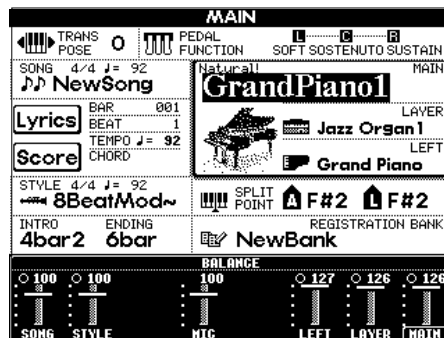 MAIN
TRANSPOSE 0 PEDAL FUNCTION L C R
SOFT SOSTENUTO SUSTAIN
SONG 4/4 ♩= 92
NewSong
Natural! MAIN
GrandPiano1
LAYER
Jazz Organ1
LEFT
Grand Piano
Lyrics BAR 001
BEAT 1
TEMPO ♩= 92
Score CHORD
STYLE 4/4 ♩= 92
8BeatMod~
SPLIT POINT A F#2 L F#2
INTRO ENDING
4bar2 6bar
REGISTRATION BANK
NewBank
BALANCE
100 100 100 127 126 126
SONG STYLE MIC LEFT LAYER MAIN